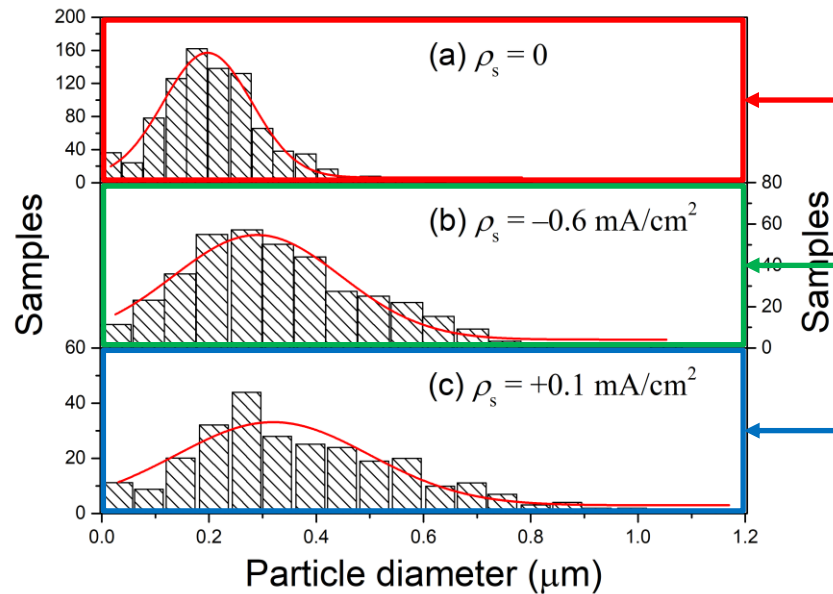 200
160
120
80
40
0
(a) ρs = 0
Samples
80
60
40
20
0
(b) ρs = –0.6 mA/cm²
Samples
60
40
20
0
(c) ρs = +0.1 mA/cm²
0.0 0.2 0.4 0.6 0.8 1.0 1.2
Particle diameter (μm)